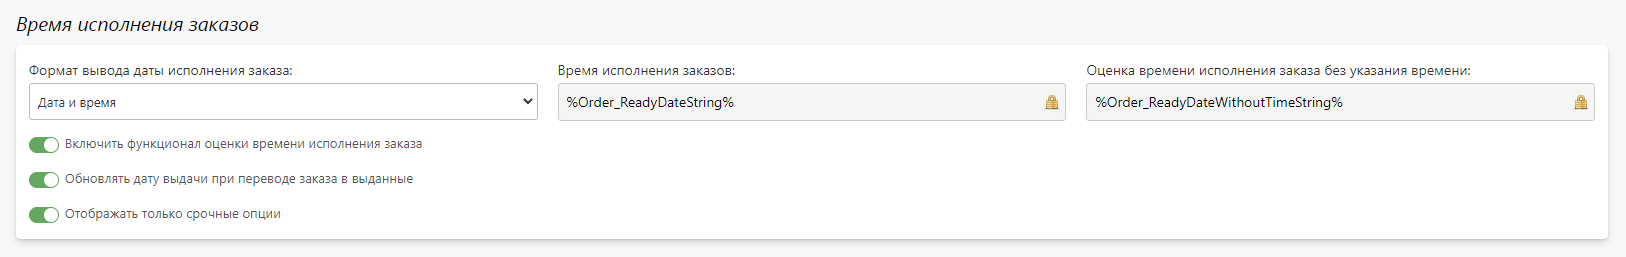 Время исполнения заказов
Формат вывода даты исполнения заказа:
Время исполнения заказов:
Оценка времени исполнения заказа без указания времени:
Дата и время
%Order_ReadyDateString%
%Order_ReadyDateWithoutTimeString%
Включить функционал оценки времени исполнения заказа
Обновлять дату выдачи при переводе заказа в выданные
Отображать только срочные опции